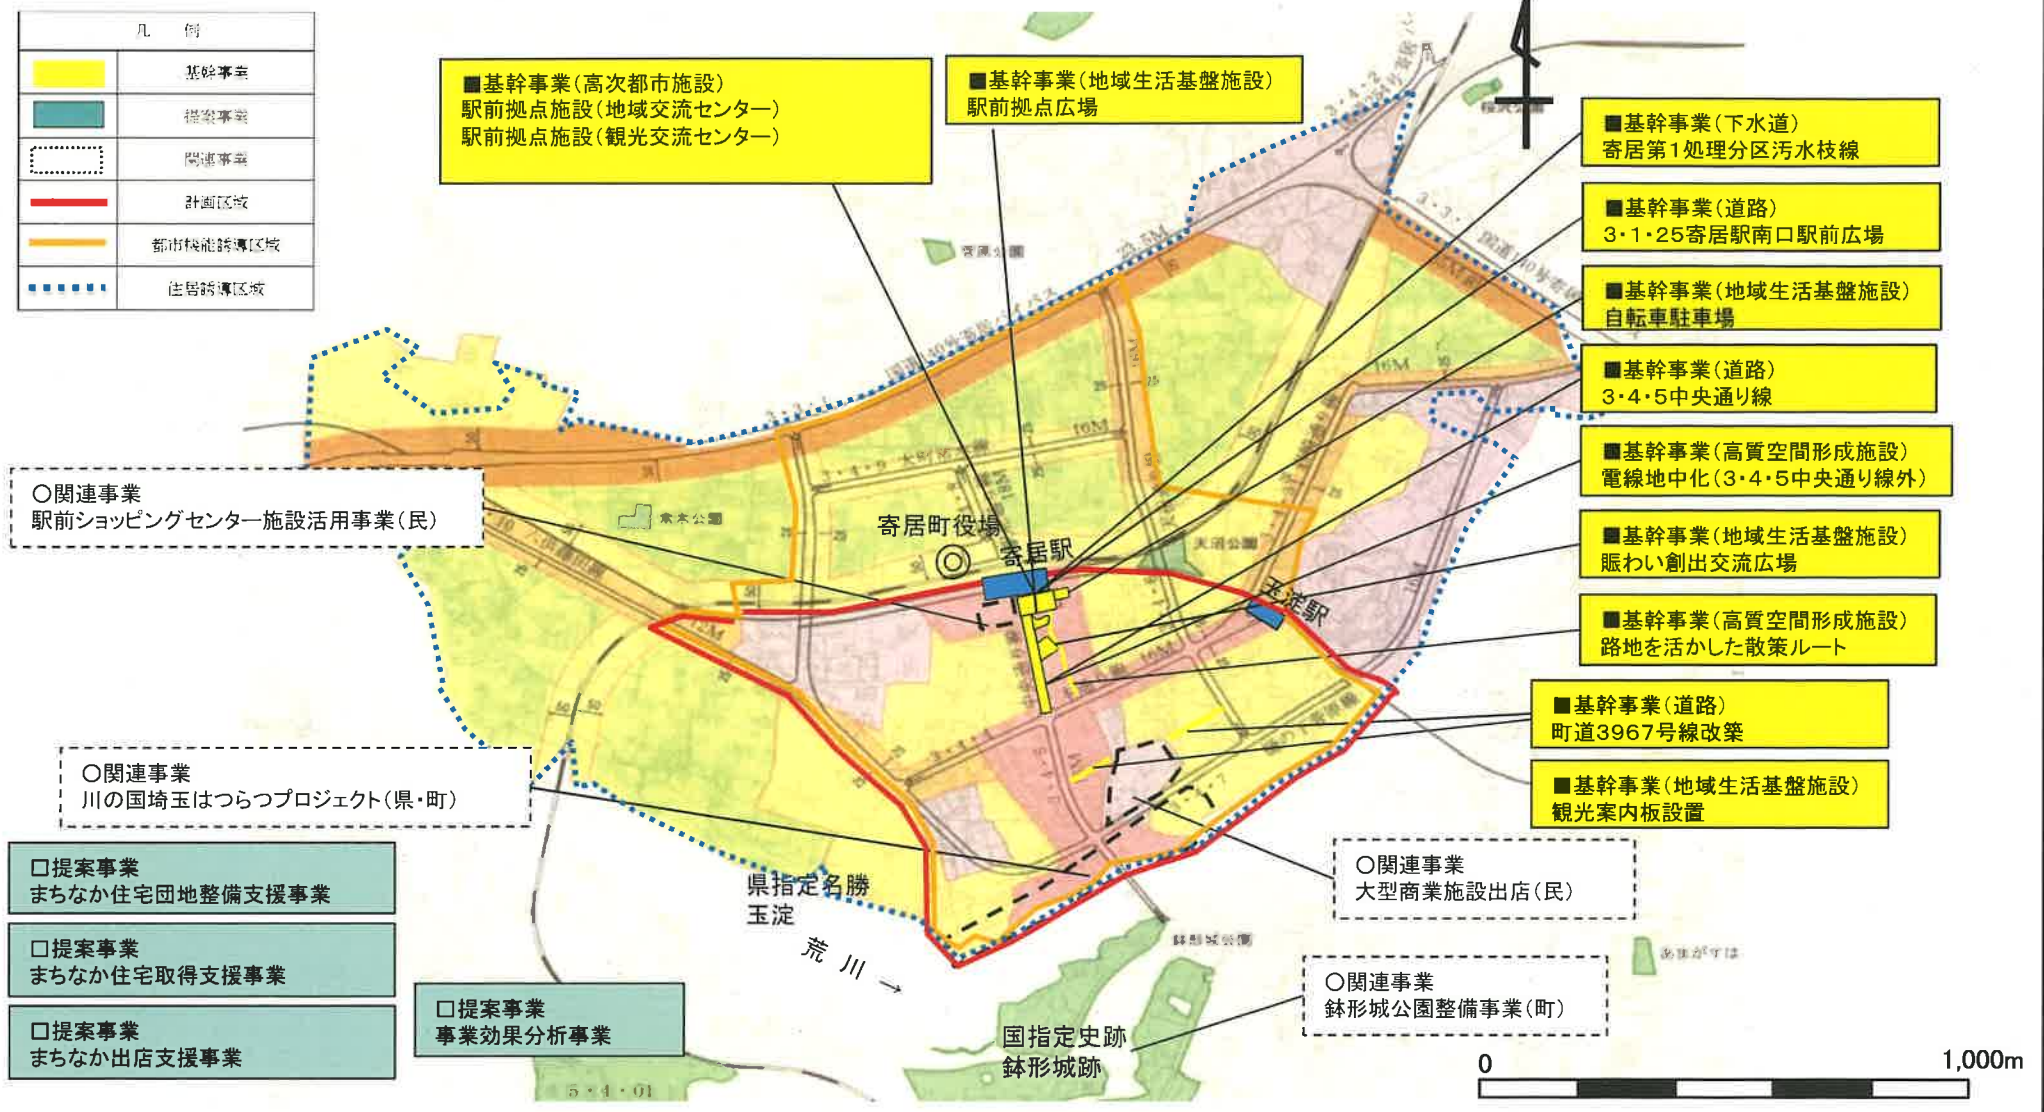 凡 例
基幹事業
提案事業
関連事業
計画区域
都市機能誘導区域
住居誘導区域
■基幹事業(高次都市施設)
駅前拠点施設(地域交流センター)
駅前拠点施設(観光交流センター)
■基幹事業(地域生活基盤施設)
駅前拠点広場
■基幹事業(下水道)
寄居第1処理分区汚水枝線
■基幹事業(道路)
3・1・25寄居駅南口駅前広場
■基幹事業(地域生活基盤施設)
自転車駐車場
■基幹事業(道路)
3・4・5中央通り線
■基幹事業(高質空間形成施設)
電線地中化(3・4・5中央通り線外)
■基幹事業(地域生活基盤施設)
賑わい創出交流広場
■基幹事業(高質空間形成施設)
路地を活かした散策ルート
■基幹事業(道路)
町道3967号線改築
■基幹事業(地域生活基盤施設)
観光案内板設置
○関連事業
駅前ショッピングセンター施設活用事業(民)
寄居町役場
寄居駅
玉淀駅
天沼公園
16M
16M
16M
12M
○関連事業
川の国埼玉はつらつプロジェクト(県・町)
○関連事業
大型商業施設出店(民)
□提案事業
まちなか住宅団地整備支援事業
□提案事業
まちなか住宅取得支援事業
□提案事業
まちなか出店支援事業
□提案事業
事業効果分析事業
県指定名勝
玉淀
荒川→
鉢形城公園
○関連事業
鉢形城公園整備事業(町)
国指定史跡
鉢形城跡
5・4・01
0 1,000m